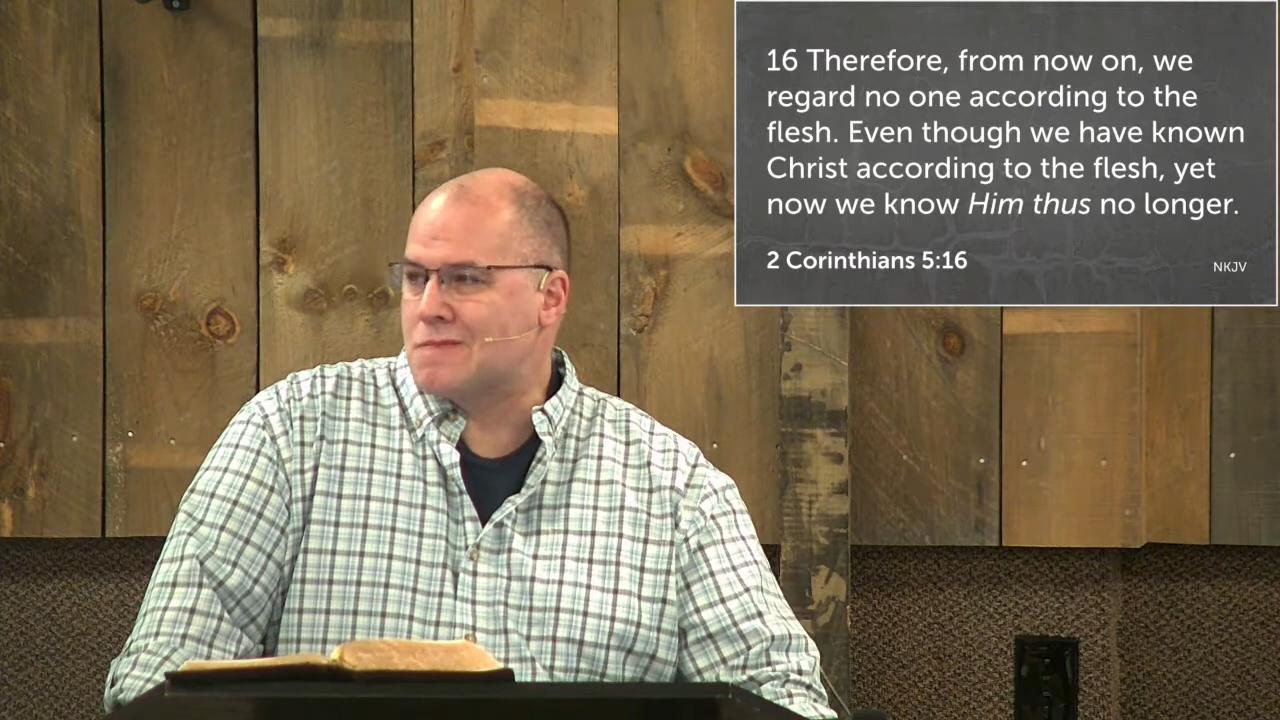 16 Therefore, from now on, we
regard no one according to the
flesh. Even though we have known
Christ according to the flesh, yet
now we know Him thus no longer.
2 Corinthians 5:16
NKJV